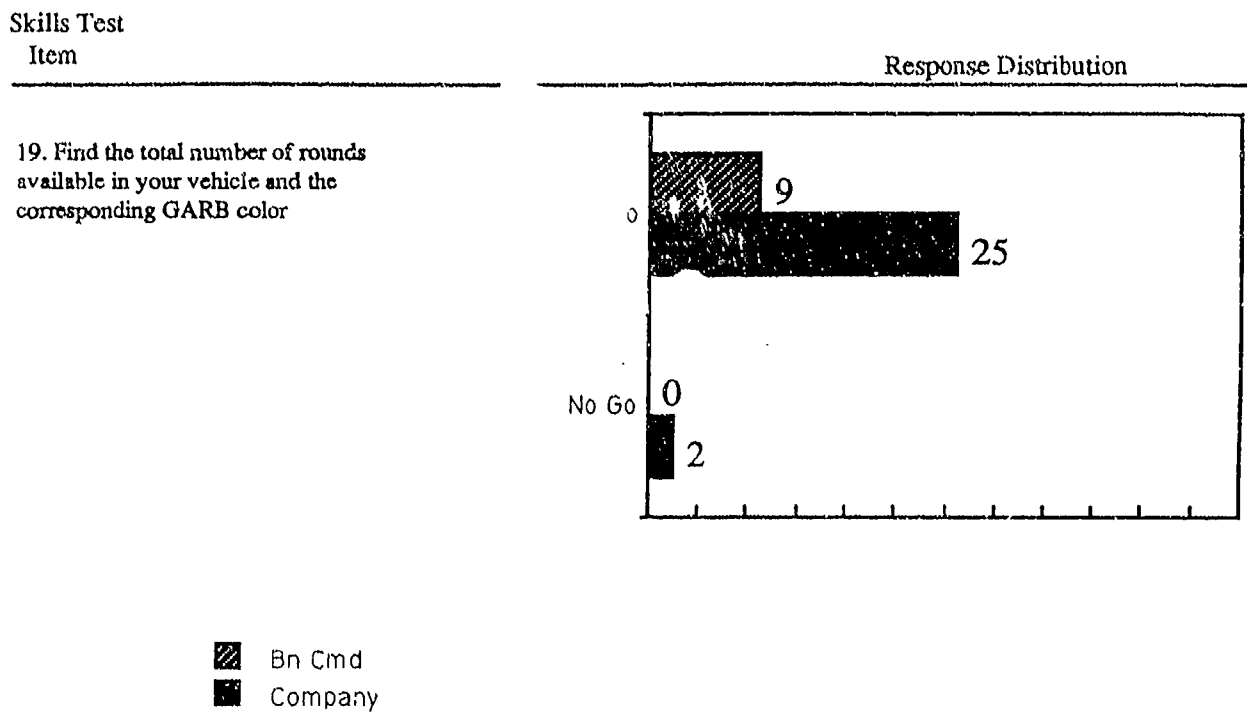 Skills Test
Item
Response Distribution
19. Find the total number of rounds
available in your vehicle and the
corresponding GARB color
9
o
25
0
No Go
2
Bn Cmd
Company